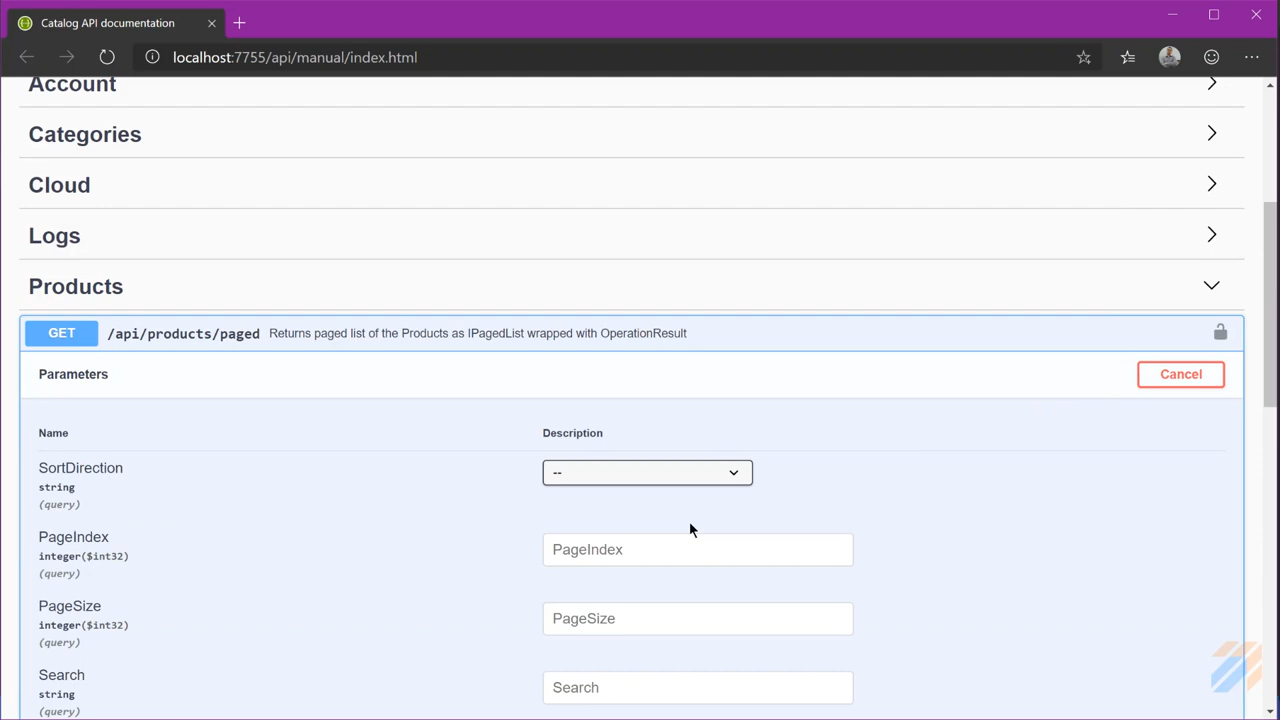 Catalog API documentation
localhost:7755/api/manual/index.html
Account
Categories
Cloud
Logs
Products
GET /api/products/paged Returns paged list of the Products as IPagedList wrapped with OperationResult
Parameters Cancel
Name Description
SortDirection
string
(query)
--
PageIndex
integer($int32)
(query)
PageIndex
PageSize
integer($int32)
(query)
PageSize
Search
string
(query)
Search